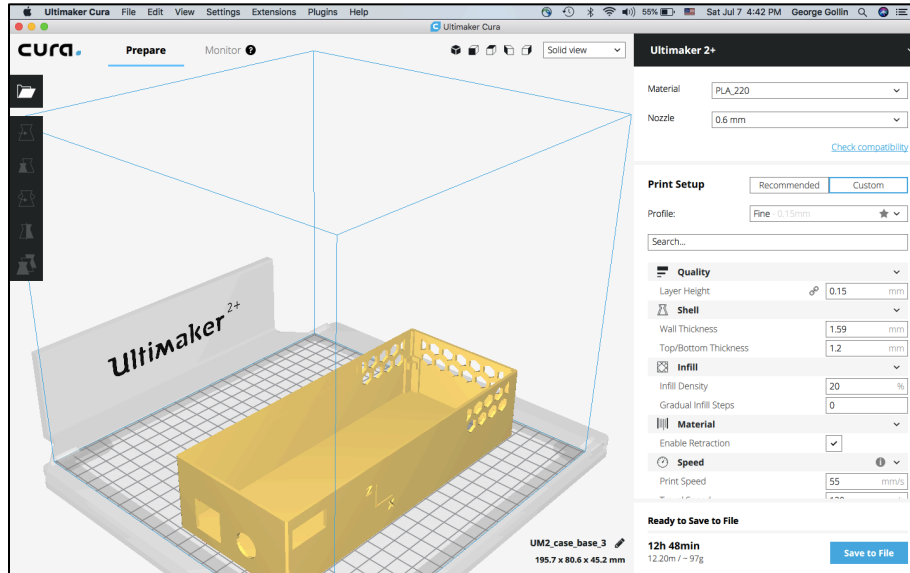 Ultimaker Cura File Edit View Settings Extensions Plugins Help 55% Sat Jul 7 4:42 PM George Gollin
Ultimaker Cura
cura. Prepare Monitor ? Solid view
Ultimaker 2+
Material PLA_220
Nozzle 0.6 mm
Check compatibility
Print Setup Recommended Custom
Profile: Fine - 0.15mm
Search...
Quality
Layer Height 0.15 mm
Shell
Wall Thickness 1.59 mm
Top/Bottom Thickness 1.2 mm
Infill
Infill Density 20 %
Gradual Infill Steps 0
Material
Enable Retraction
Speed
Print Speed 55 mm/s
Ultimaker 2+
Z
UM2_case_base_3
195.7 x 80.6 x 45.2 mm
Ready to Save to File
12h 48min
12.20m / ~ 97g
Save to File